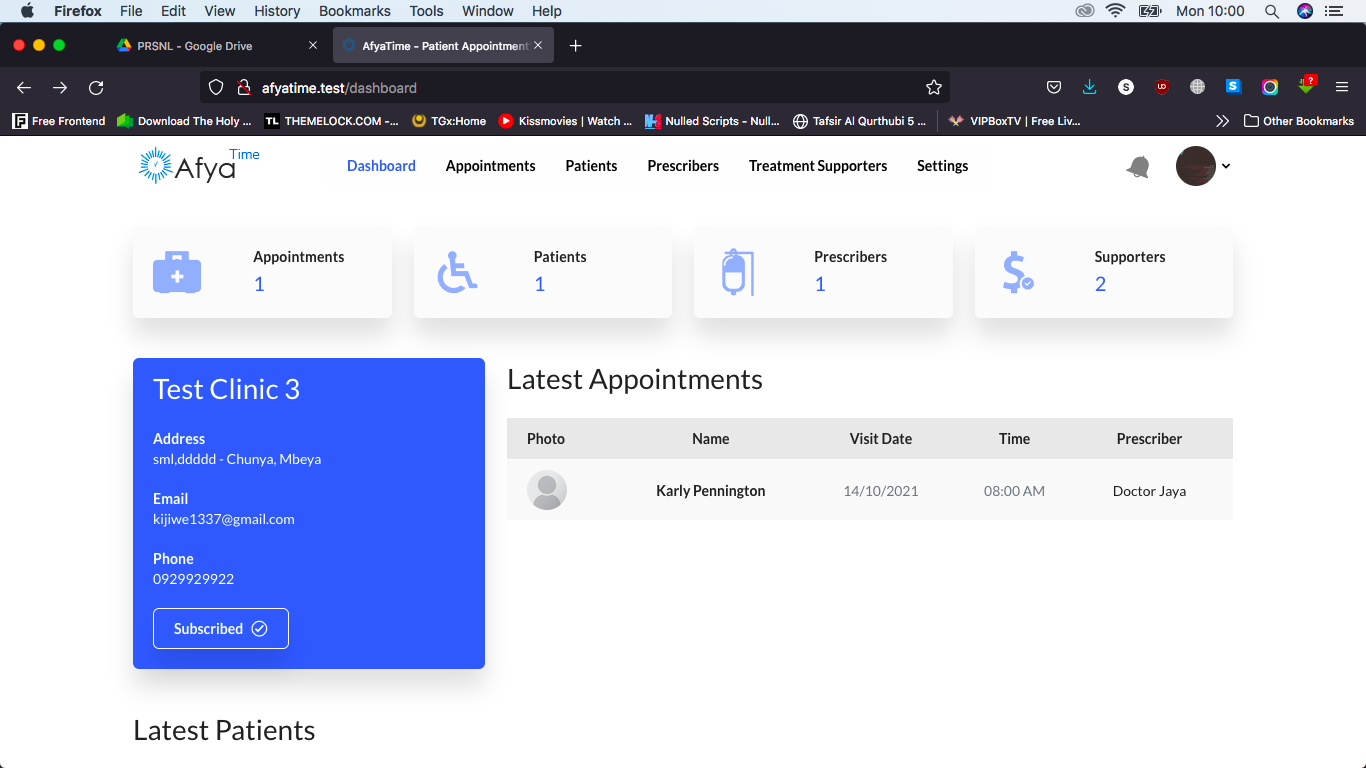 Firefox File Edit View History Bookmarks Tools Window Help Mon 10:00
PRSNL - Google Drive AfyaTime - Patient Appointment
afyatime.test/dashboard S UD S ?
F Free Frontend Download The Holy ... TL THEMELOCK.COM -... TGx:Home Kissmovies | Watch ... Nulled Scripts - Null... Tafsir Al Qurthubi 5 ... VIPBoxTV | Free Liv... Other Bookmarks
Afya Time Dashboard Appointments Patients Prescribers Treatment Supporters Settings
Appointments Patients Prescribers Supporters
1 1 1 2
Test Clinic 3
Address
sml,ddddd - Chunya, Mbeya
Email
kijiwe1337@gmail.com
Phone
0929929922
Subscribed
Latest Appointments
Photo Name Visit Date Time Prescriber
Karly Pennington 14/10/2021 08:00 AM Doctor Jaya
Latest Patients